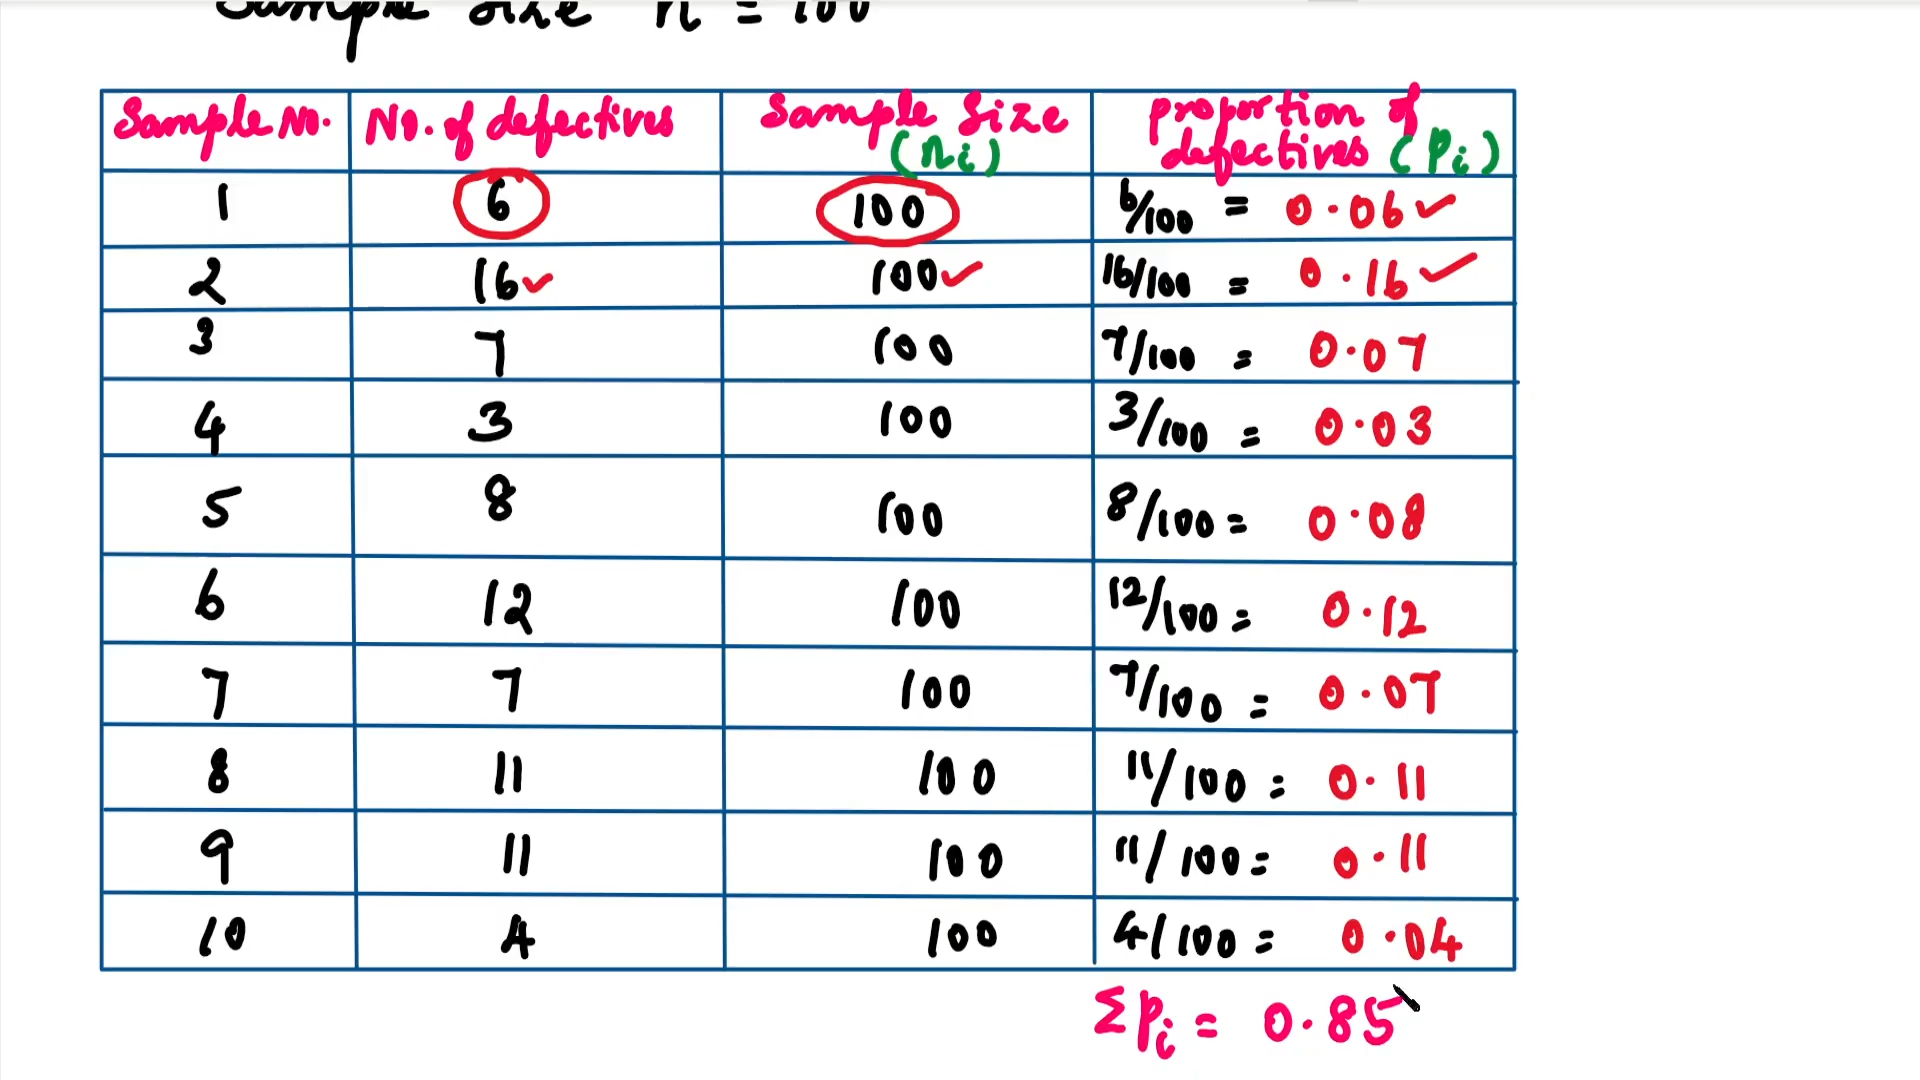 Sample Size n = 100
Sample No. No. of defectives Sample Size (ni) proportion of defectives (pi)
1 6 100 6/100 = 0.06
2 16 100 16/100 = 0.16
3 7 100 7/100 = 0.07
4 3 100 3/100 = 0.03
5 8 100 8/100 = 0.08
6 12 100 12/100 = 0.12
7 7 100 7/100 = 0.07
8 11 100 11/100 = 0.11
9 11 100 11/100 = 0.11
10 4 100 4/100 = 0.04
Σpi = 0.85